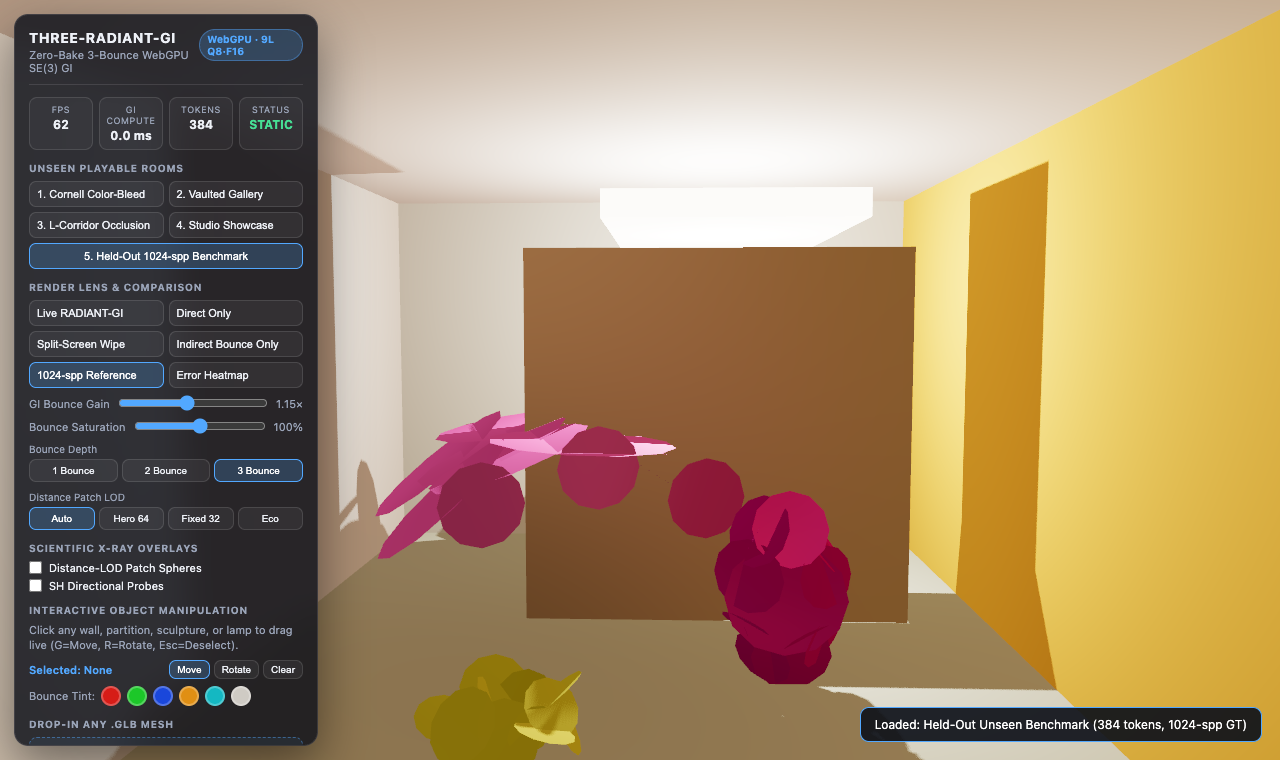 THREE-RADIANT-GI
Zero-Bake 3-Bounce WebGPU
SE(3) GI
WebGPU · 9L
Q8·F16
FPS
62
GI
COMPUTE
0.0 ms
TOKENS
384
STATUS
STATIC
UNSEEN PLAYABLE ROOMS
1. Cornell Color-Bleed
2. Vaulted Gallery
3. L-Corridor Occlusion
4. Studio Showcase
5. Held-Out 1024-spp Benchmark
RENDER LENS & COMPARISON
Live RADIANT-GI
Direct Only
Split-Screen Wipe
Indirect Bounce Only
1024-spp Reference
Error Heatmap
GI Bounce Gain 1.15×
Bounce Saturation 100%
Bounce Depth
1 Bounce
2 Bounce
3 Bounce
Distance Patch LOD
Auto
Hero 64
Fixed 32
Eco
SCIENTIFIC X-RAY OVERLAYS
Distance-LOD Patch Spheres
SH Directional Probes
INTERACTIVE OBJECT MANIPULATION
Click any wall, partition, sculpture, or lamp to drag
live (G=Move, R=Rotate, Esc=Deselect).
Selected: None
Move
Rotate
Clear
Bounce Tint:
DROP-IN ANY .GLB MESH
Loaded: Held-Out Unseen Benchmark (384 tokens, 1024-spp GT)